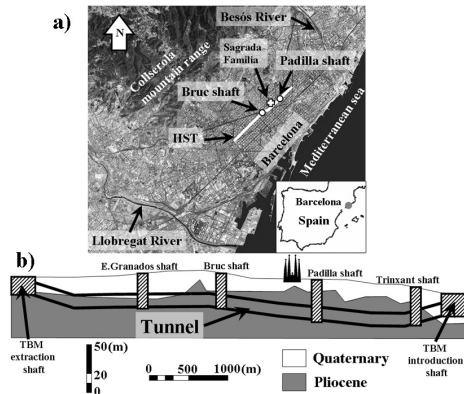 a)
N
Besós River
Collserola
mountain range
Sagrada
Familia
Padilla shaft
Bruc shaft
HST
Barcelona
Mediterranean sea
Llobregat River
Barcelona
Spain
b)
E.Granados shaft
Bruc shaft
Padilla shaft
Trinxant shaft
Tunnel
TBM
extraction
shaft
TBM
introduction
shaft
50(m)
20
0
0
500
1000(m)
Quaternary
Pliocene